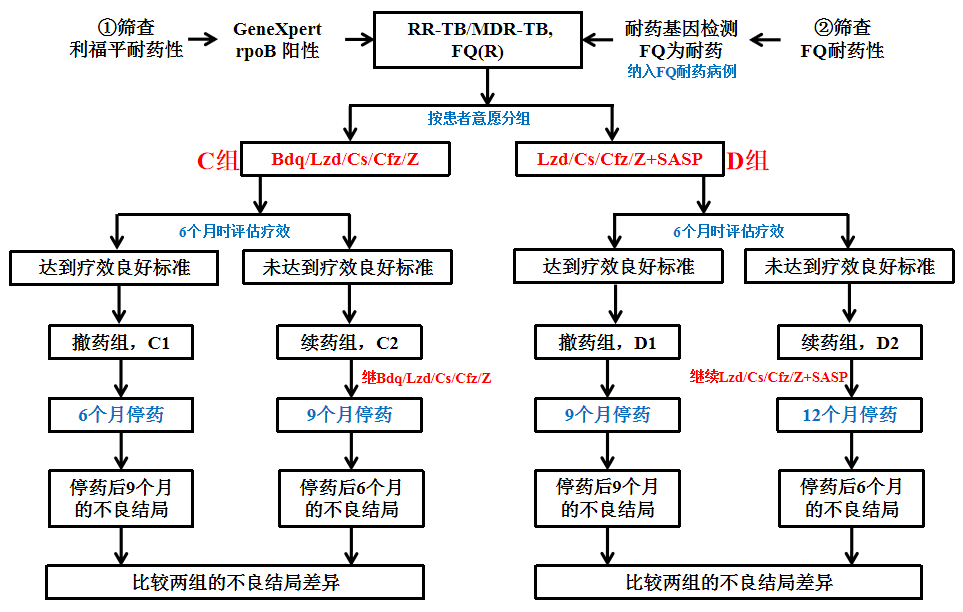 ①筛查
利福平耐药性
GeneXpert
rpoB 阳性
RR-TB/MDR-TB,
FQ(R)
耐药基因检测
FQ为耐药
纳入FQ耐药病例
②筛查
FQ耐药性
按患者意愿分组
C组
Bdq/Lzd/Cs/Cfz/Z
Lzd/Cs/Cfz/Z+SASP
D组
6个月时评估疗效
6个月时评估疗效
达到疗效良好标准
未达到疗效良好标准
达到疗效良好标准
未达到疗效良好标准
撤药组，C1
续药组，C2
撤药组，D1
续药组，D2
继Bdq/Lzd/Cs/Cfz/Z
继续Lzd/Cs/Cfz/Z+SASP
6个月停药
9个月停药
9个月停药
12个月停药
停药后9个月
的不良结局
停药后6个月
的不良结局
停药后9个月
的不良结局
停药后6个月
的不良结局
比较两组的不良结局差异
比较两组的不良结局差异